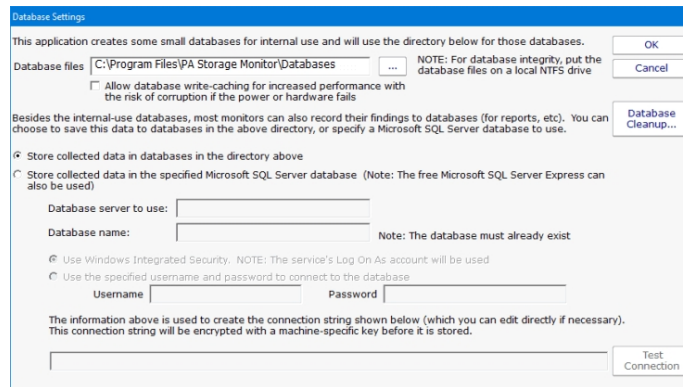 Database Settings
This application creates some small databases for internal use and will use the directory below for those databases.
OK
Database files C:\Program Files\PA Storage Monitor\Databases ... NOTE: For database integrity, put the
database files on a local NTFS drive
Cancel
Allow database write-caching for increased performance with
the risk of corruption if the power or hardware fails
Besides the internal-use databases, most monitors can also record their findings to databases (for reports, etc). You can
choose to save this data to databases in the above directory, or specify a Microsoft SQL Server database to use.
Database
Cleanup...
Store collected data in databases in the directory above
Store collected data in the specified Microsoft SQL Server database (Note: The free Microsoft SQL Server Express can
also be used)
Database server to use:
Database name: Note: The database must already exist
Use Windows Integrated Security. NOTE: The service's Log On As account will be used
Use the specified username and password to connect to the database
Username Password
The information above is used to create the connection string shown below (which you can edit directly if necessary).
This connection string will be encrypted with a machine-specific key before it is stored.
Test
Connection